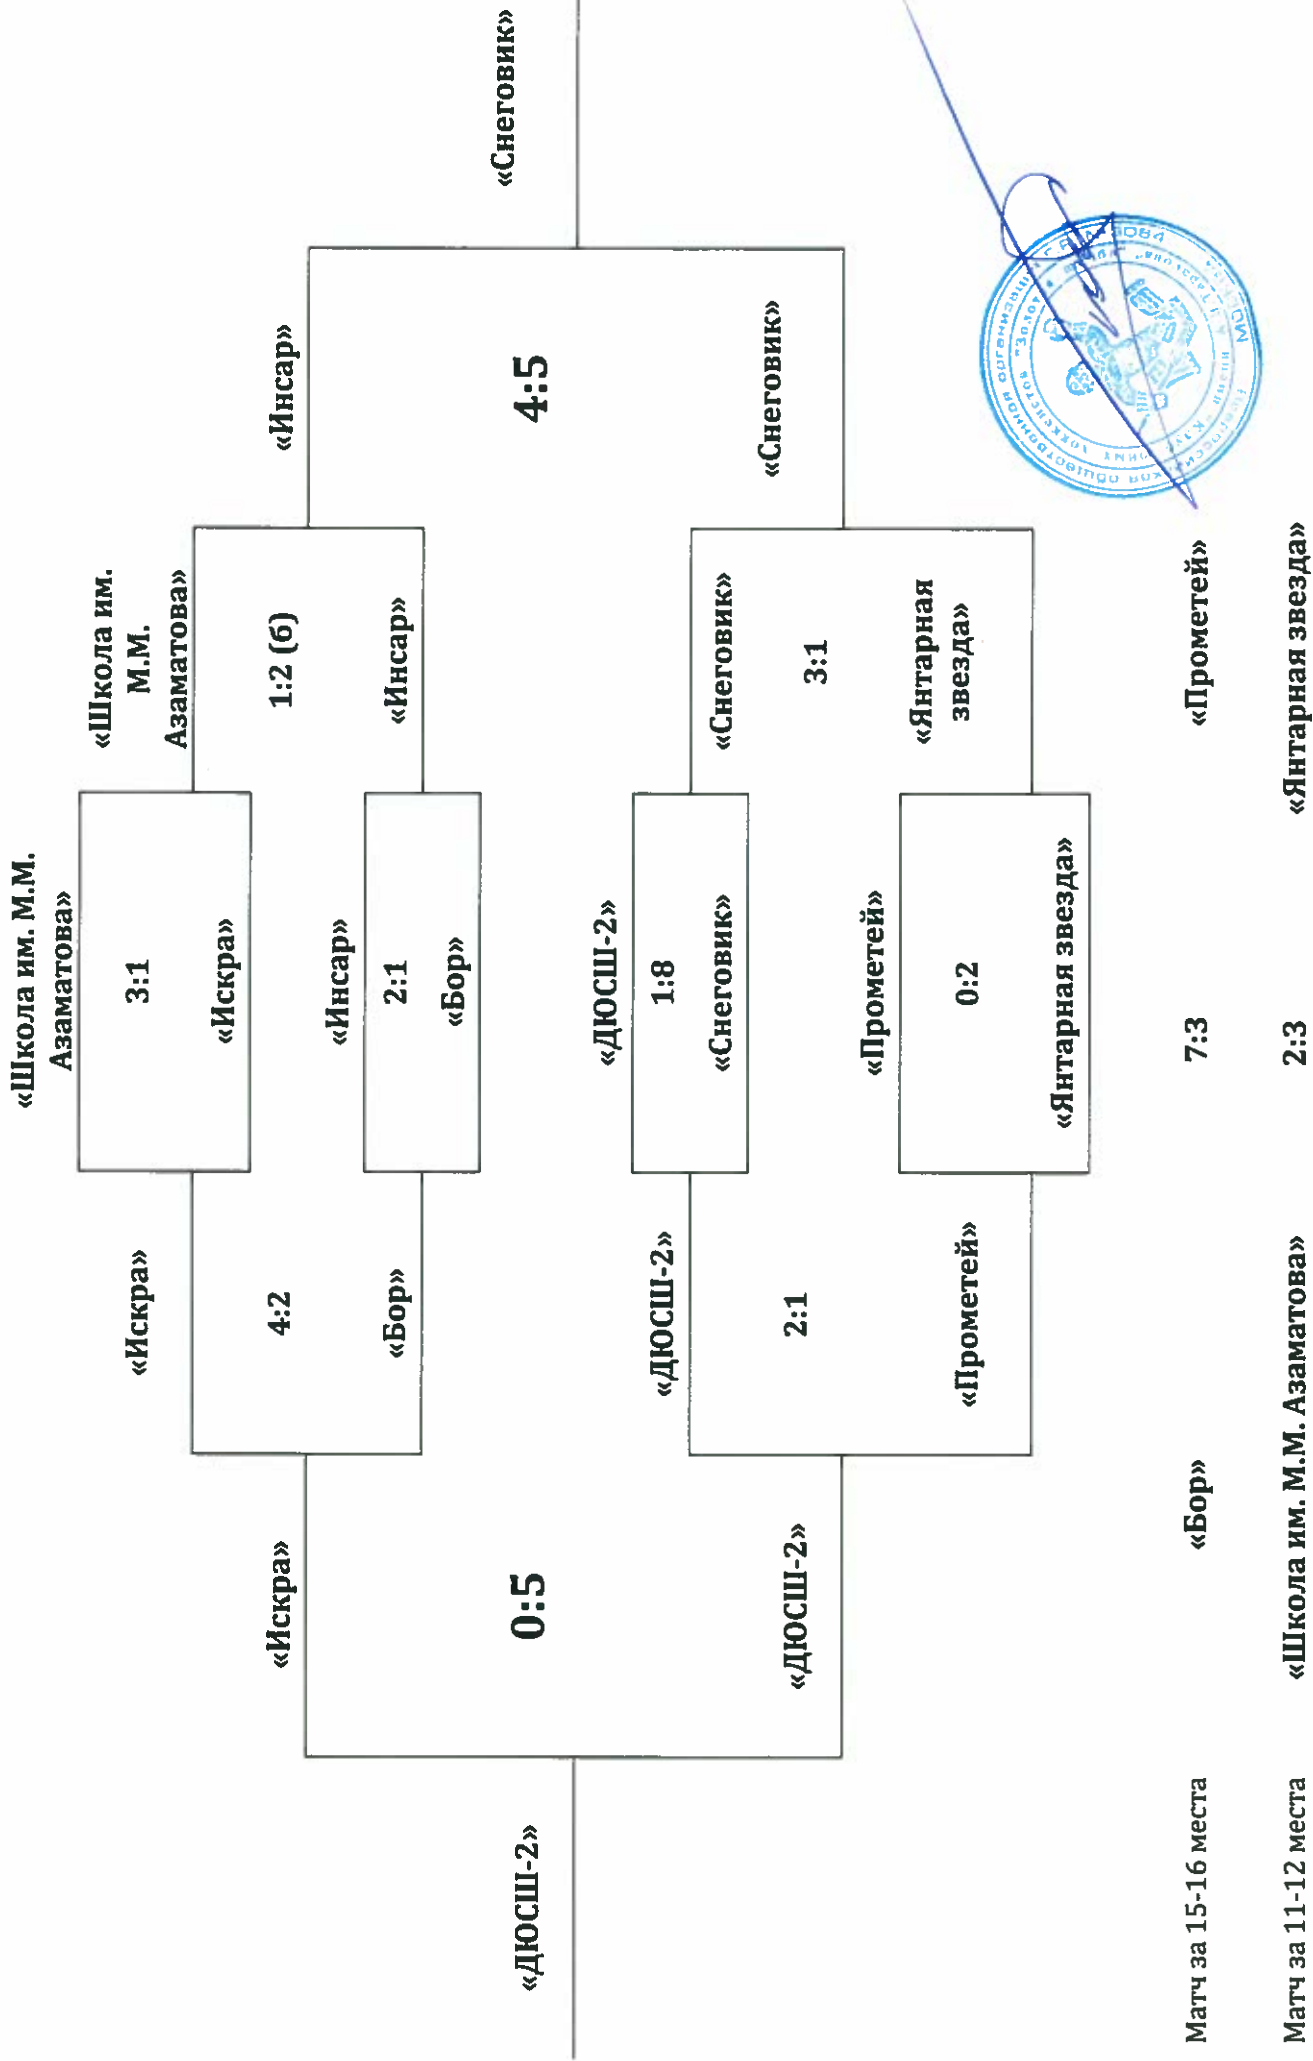 «Школа им. М.М.
Азаматова»
3:1
«Искра»
«Инсар»
2:1
«Бор»
«ДЮСШ-2»
1:8
«Снеговик»
«Прометей»
0:2
«Янтарная звезда»
«Искра»
4:2
«Бор»
«ДЮСШ-2»
2:1
«Прометей»
«Искра»
0:5
«ДЮСШ-2»
«ДЮСШ-2»
«Школа им.
М.М.
Азаматова»
1:2 (б)
«Инсар»
«Снеговик»
3:1
«Янтарная
звезда»
«Инсар»
4:5
«Снеговик»
«Снеговик»
Матч за 15-16 места «Бор» 7:3 «Прометей»
Матч за 11-12 места «Школа им. М.М. Азаматова» 2:3 «Янтарная звезда»